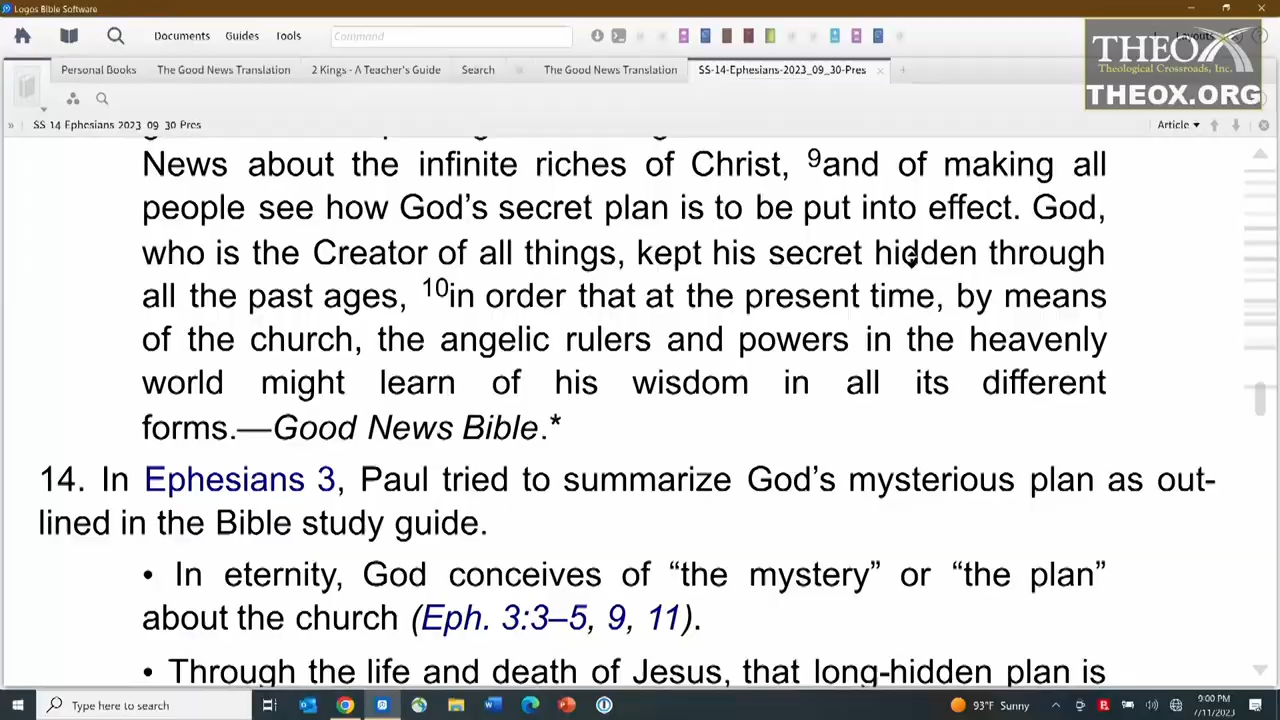 Logos Bible Software
Documents Guides Tools Command Layouts
THEOX
Theological Crossroads, Inc.
THEOX.ORG
Personal Books The Good News Translation 2 Kings - A Teacher's Guide Search The Good News Translation SS-14-Ephesians-2023_09_30-Pres
SS 14 Ephesians 2023 09 30 Pres Article
News about the infinite riches of Christ, 9and of making all
people see how God's secret plan is to be put into effect. God,
who is the Creator of all things, kept his secret hidden through
all the past ages, 10in order that at the present time, by means
of the church, the angelic rulers and powers in the heavenly
world might learn of his wisdom in all its different
forms.—Good News Bible.*
14. In Ephesians 3, Paul tried to summarize God's mysterious plan as out-
lined in the Bible study guide.
• In eternity, God conceives of “the mystery” or “the plan”
about the church (Eph. 3:3–5, 9, 11).
• Through the life and death of Jesus, that long-hidden plan is
Type here to search
93°F Sunny
9:00 PM
7/11/2023